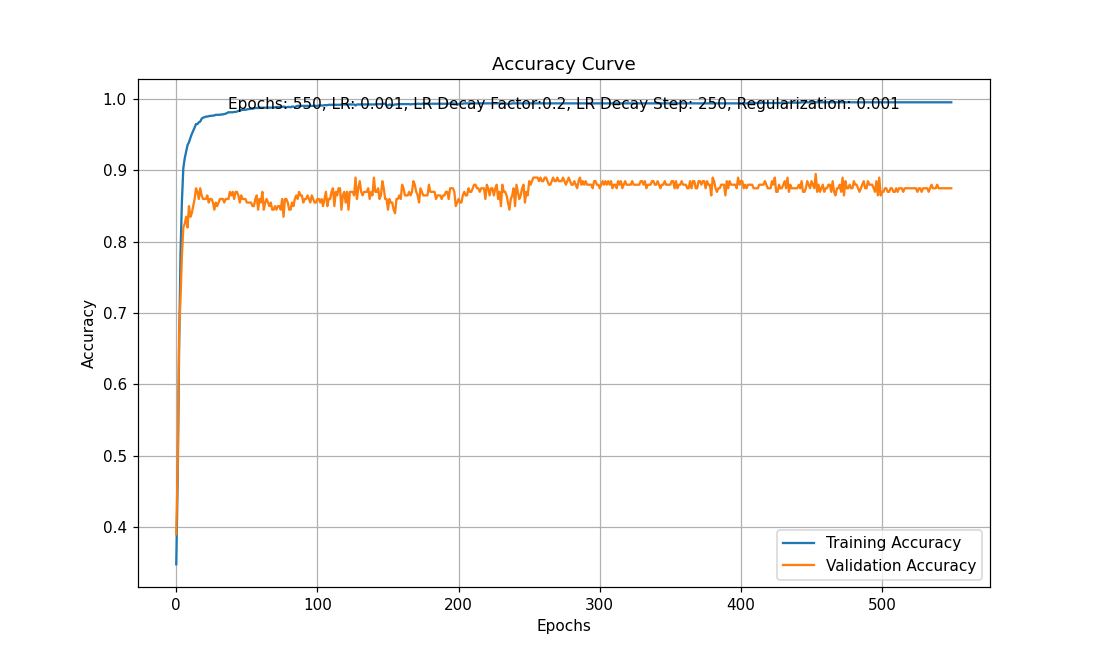 Accuracy Curve
Epochs: 550, LR: 0.001, LR Decay Factor:0.2, LR Decay Step: 250, Regularization: 0.001
1.0
0.9
0.8
0.7
0.6
0.5
0.4
Accuracy
Training Accuracy
Validation Accuracy
0 100 200 300 400 500
Epochs